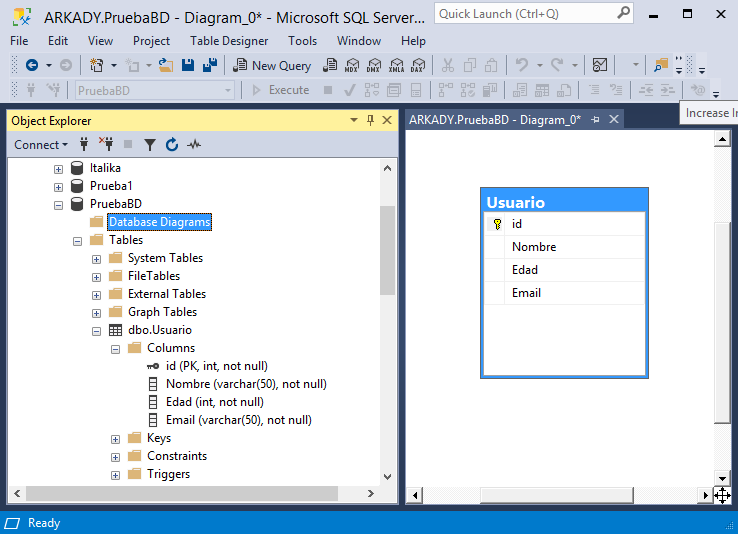 ARKADY.PruebaBD - Diagram_0* - Microsoft SQL Server...
Quick Launch (Ctrl+Q)
File Edit View Project Table Designer Tools Window Help
New Query MDX DMX XMLA DAX
PruebaBD Execute
Increase In
Object Explorer
ARKADY.PruebaBD - Diagram_0*
Connect
Italika
Prueba1
PruebaBD
Database Diagrams
Tables
System Tables
FileTables
External Tables
Graph Tables
dbo.Usuario
Columns
id (PK, int, not null)
Nombre (varchar(50), not null)
Edad (int, not null)
Email (varchar(50), not null)
Keys
Constraints
Triggers
Usuario
id
Nombre
Edad
Email
Ready